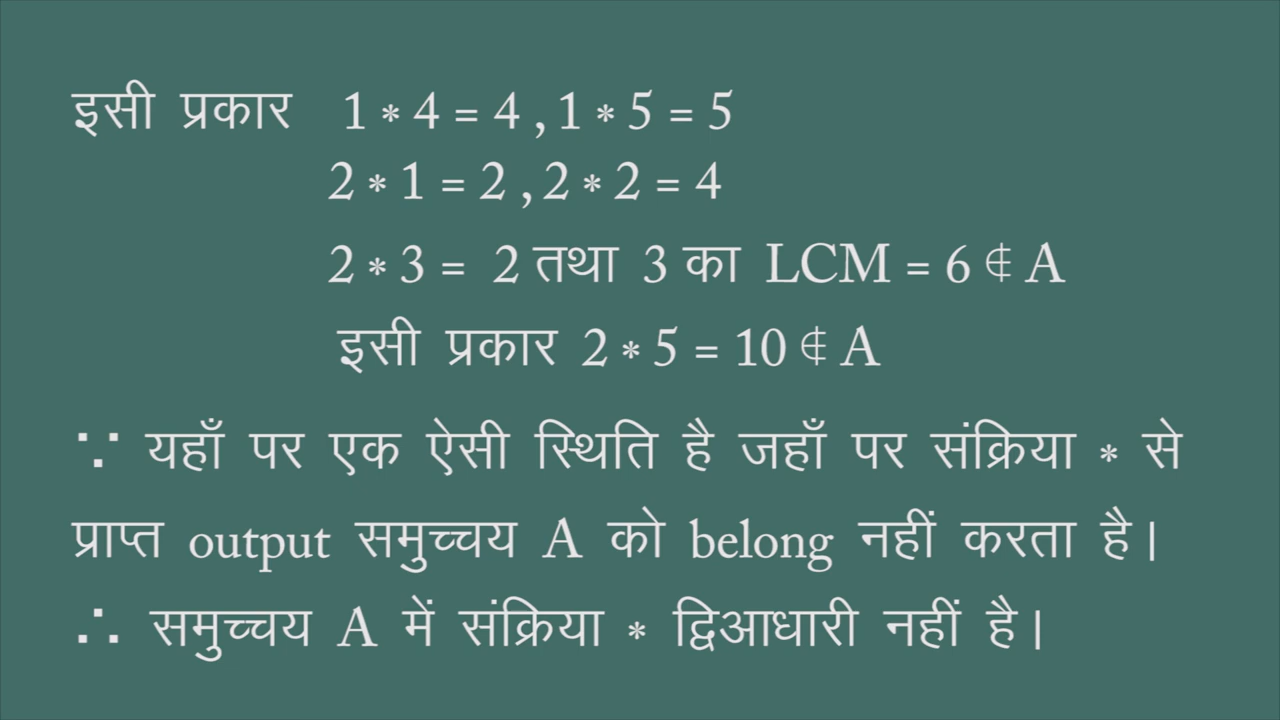 इसी प्रकार 1 * 4 = 4 , 1 * 5 = 5
2 * 1 = 2 , 2 * 2 = 4
2 * 3 = 2 तथा 3 का LCM = 6 ∉ A
इसी प्रकार 2 * 5 = 10 ∉ A
∵ यहाँ पर एक ऐसी स्थिति है जहाँ पर संक्रिया * से
प्राप्त output समुच्चय A को belong नहीं करता है।
∴ समुच्चय A में संक्रिया * द्विआधारी नहीं है।